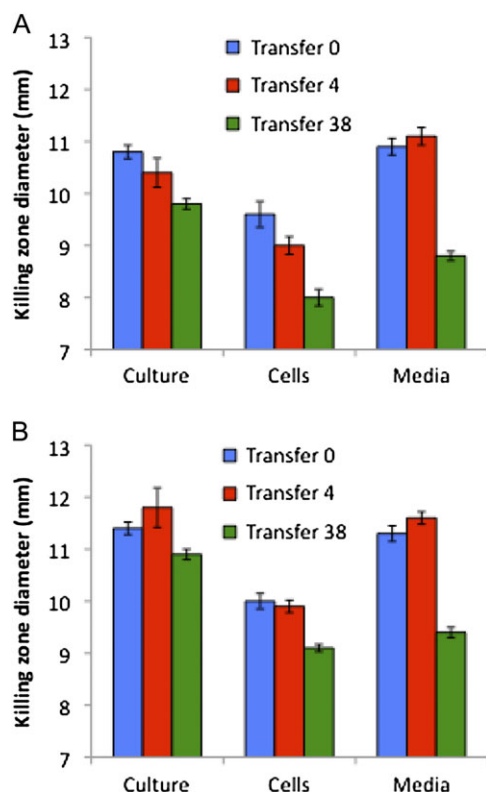 A
Killing zone diameter (mm)
13
12
11
10
9
8
7
Transfer 0
Transfer 4
Transfer 38
Culture Cells Media
B
Killing zone diameter (mm)
13
12
11
10
9
8
7
Transfer 0
Transfer 4
Transfer 38
Culture Cells Media